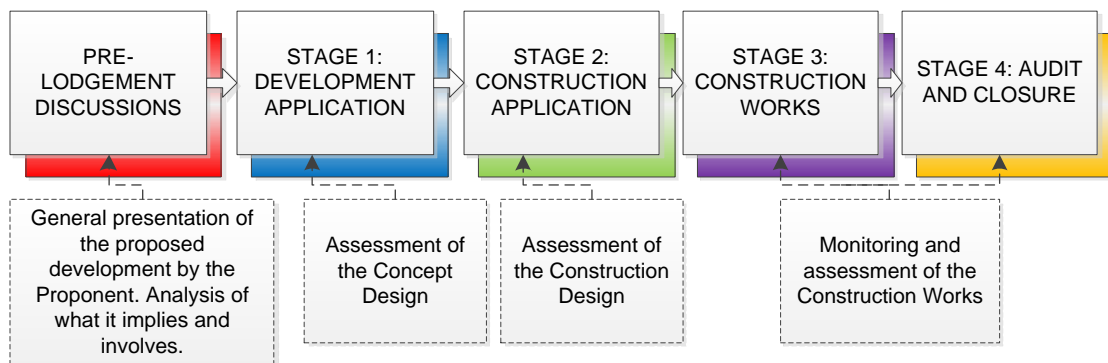 PRE-
LODGEMENT
DISCUSSIONS
STAGE 1:
DEVELOPMENT
APPLICATION
STAGE 2:
CONSTRUCTION
APPLICATION
STAGE 3:
CONSTRUCTION
WORKS
STAGE 4: AUDIT
AND CLOSURE
General presentation of
the proposed
development by the
Proponent. Analysis of
what it implies and
involves.
Assessment of
the Concept
Design
Assessment of
the Construction
Design
Monitoring and
assessment of the
Construction Works